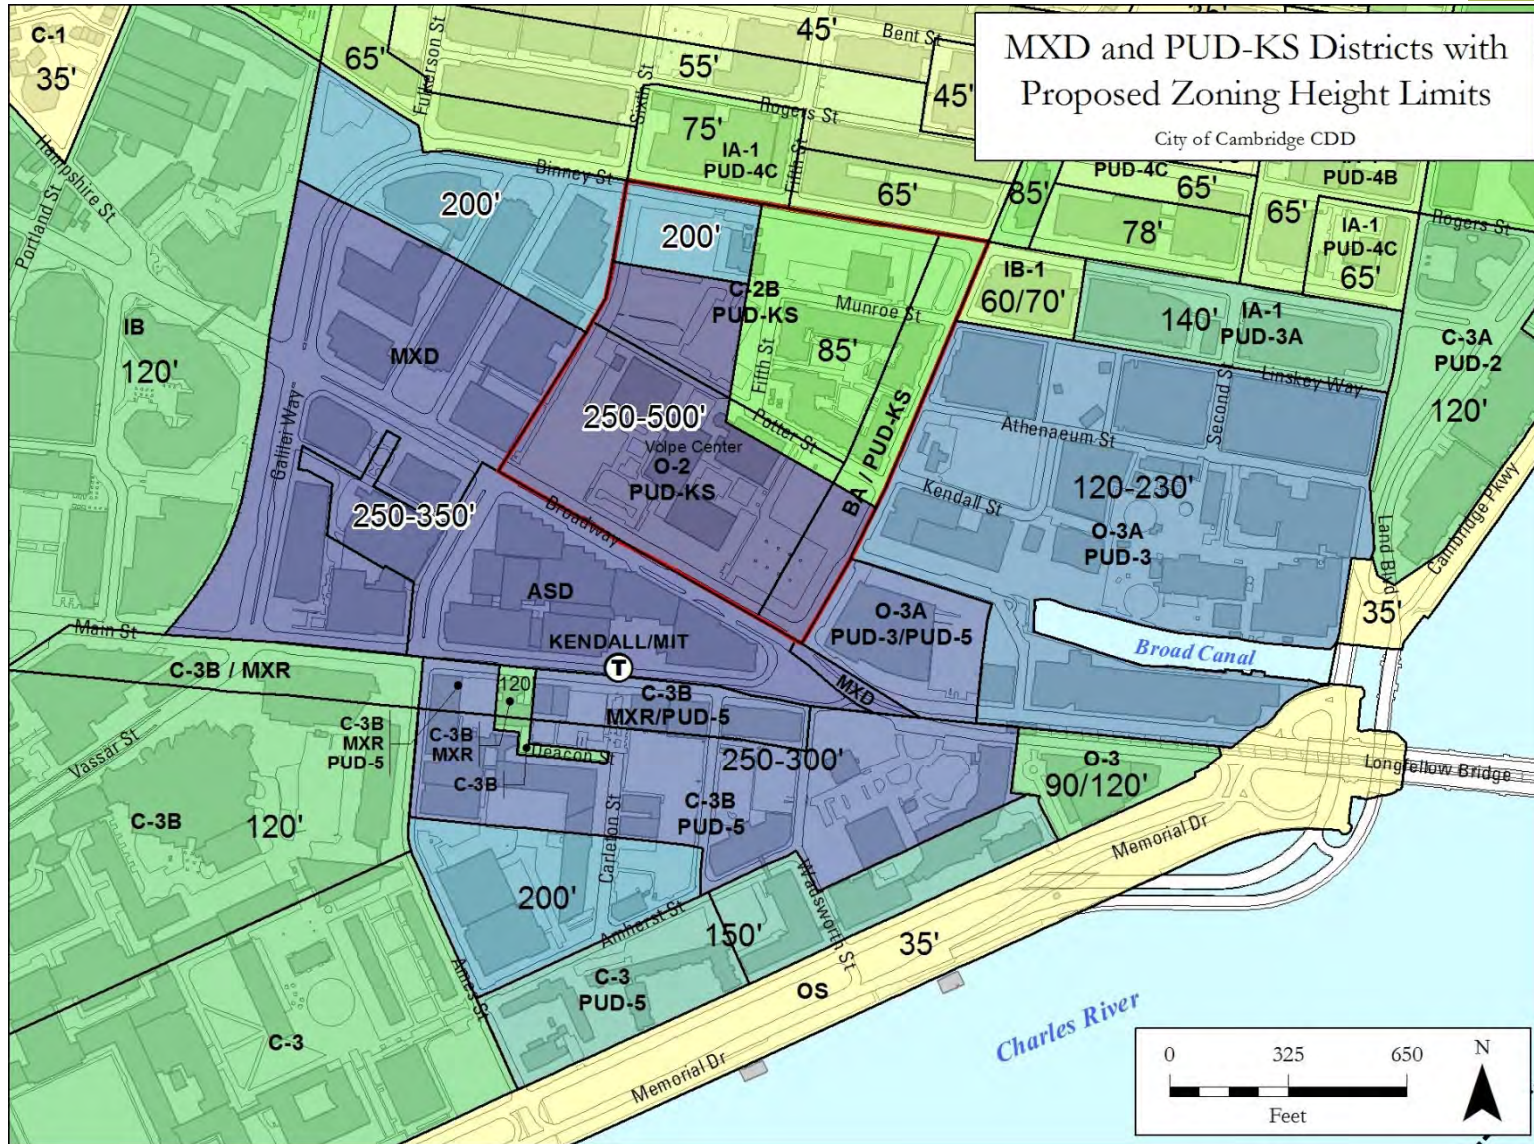 MXD and PUD-KS Districts with
Proposed Zoning Height Limits
City of Cambridge CDD
C-1
35'
65'
Fulkerson St
55'
Sixth St
45'
Bent St
45'
Rogers St
75'
IA-1
PUD-4C
Fifth St
65'
85'
PUD-4C
65'
78'
65'
PUD-4B
IA-1
PUD-4C
65'
Rogers St
Hampshire St
Portland St
Binney St
200'
200'
IB
120'
MXD
C-2B
PUD-KS
Munroe St
85'
Fifth St
IB-1
60/70'
140'
IA-1
PUD-3A
Linskey Way
C-3A
PUD-2
120'
Galilei Way
250-500'
Volpe Center
O-2
PUD-KS
Potter St
BA / PUD-KS
Athenaeum St
Second St
Kendall St
120-230'
O-3A
PUD-3
Land Blvd
Cambridge Pkwy
250-350'
Broadway
ASD
KENDALL/MIT
T
O-3A
PUD-3/PUD-5
35'
Broad Canal
Main St
C-3B / MXR
MXD
C-3B
MXR
PUD-5
120
C-3B
MXR
C-3B
Deacon St
C-3B
MXR/PUD-5
250-300'
C-3B
PUD-5
O-3
90/120'
Longfellow Bridge
Vassar St
C-3B
120'
Carleton St
200'
Amherst St
150'
Wadsworth St
Memorial Dr
35'
C-3
PUD-5
OS
Ames St
C-3
Memorial Dr
Charles River
0
325
650
Feet
N